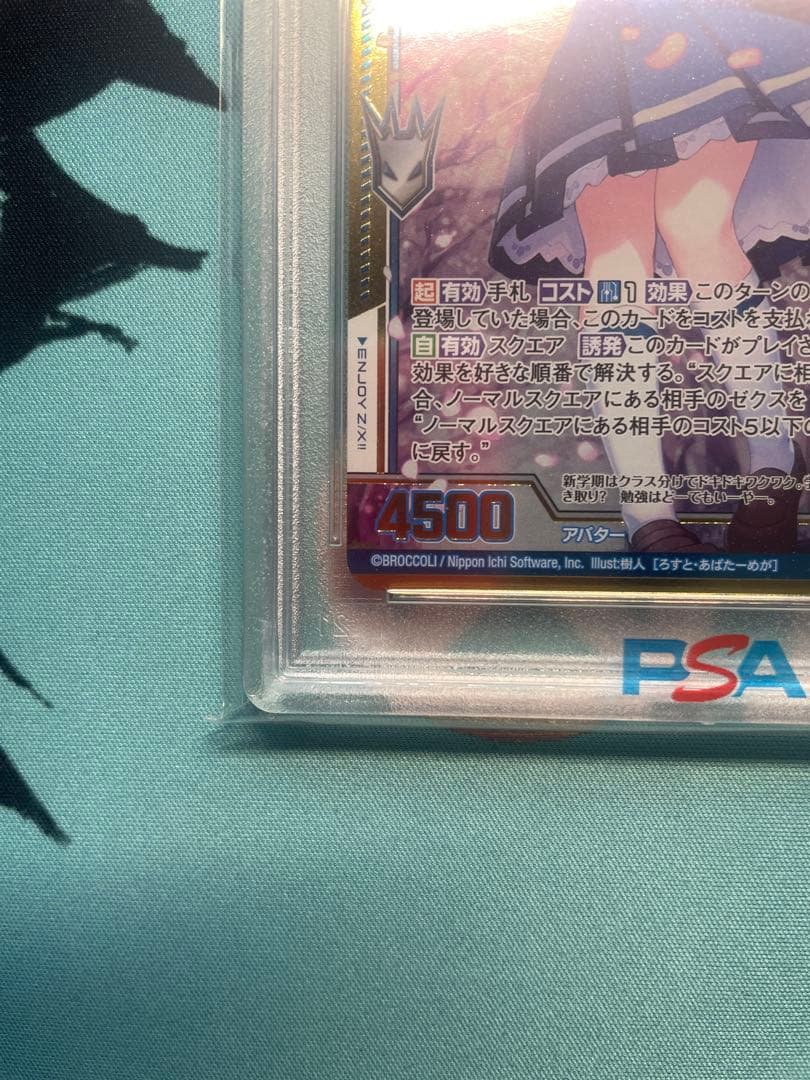 起 有効 手札 コスト 1 効果 このターンの
登場していた場合、このカードをコストを支払
自 有効 スクエア 誘発 このカードがプレイさ
効果を好きな順番で解決する。“スクエアに相
合、ノーマルスクエアにある相手のゼクスを
“ノーマルスクエアにある相手のコスト5以下の
に戻す。”
▶ENJOY Z/X!!
新学期はクラス分けでドキドキワクワク。
き取り? 勉強はどーでもいーやー。
4500
アバター
©BROCCOLI / Nippon Ichi Software, Inc. Illust:樹人 [ろすと・あばたーめが]
PSA